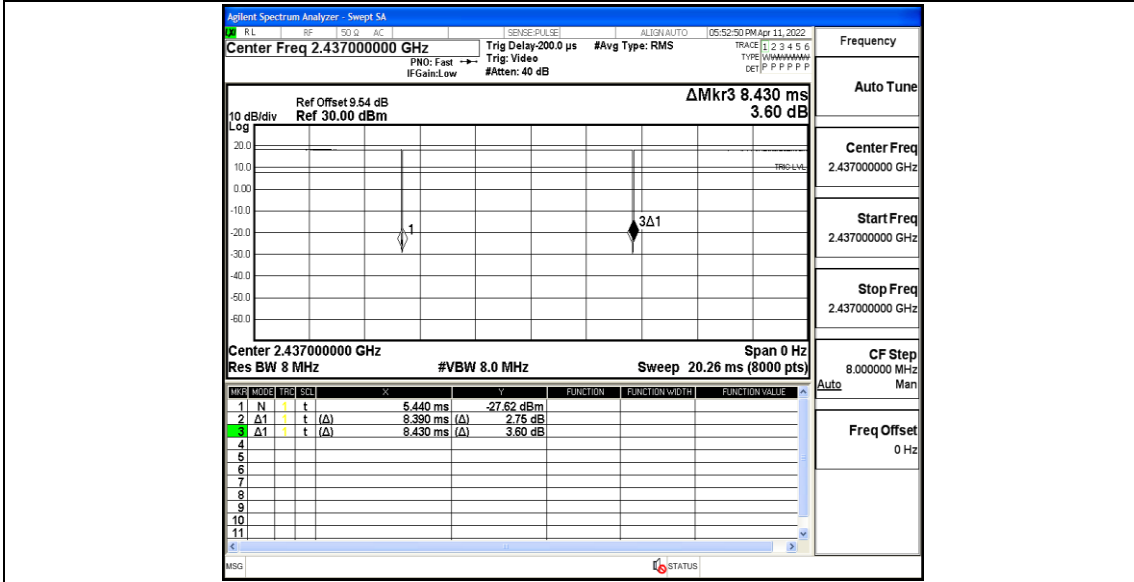 Agilent Spectrum Analyzer - Swept SA
RL RF 50 Ω AC SENSE:PULSE ALIGN AUTO 05:52:50 PM Apr 11, 2022
Center Freq 2.437000000 GHz
PNO: Fast
IFGain:Low
Trig Delay-200.0 µs
Trig: Video
#Atten: 40 dB
#Avg Type: RMS
TRACE 1 2 3 4 5 6
TYPE WWWWWW
DET P P P P P P
Frequency
ΔMkr3 8.430 ms
3.60 dB
Ref Offset 9.54 dB
10 dB/div Ref 30.00 dBm
Log
20.0
10.0
0.00
-10.0
-20.0
-30.0
-40.0
-50.0
-60.0
TRIG LVL
1
3Δ1
Center 2.437000000 GHz Span 0 Hz
Res BW 8 MHz #VBW 8.0 MHz Sweep 20.26 ms (8000 pts)
MKR MODE TRC SCL X Y FUNCTION FUNCTION WIDTH FUNCTION VALUE
1 N 1 t 5.440 ms -27.62 dBm
2 Δ1 1 t (Δ) 8.390 ms (Δ) 2.75 dB
3 Δ1 1 t (Δ) 8.430 ms (Δ) 3.60 dB
4
5
6
7
8
9
10
11
MSG STATUS
Auto Tune
Center Freq
2.437000000 GHz
Start Freq
2.437000000 GHz
Stop Freq
2.437000000 GHz
CF Step
8.000000 MHz
Auto Man
Freq Offset
0 Hz